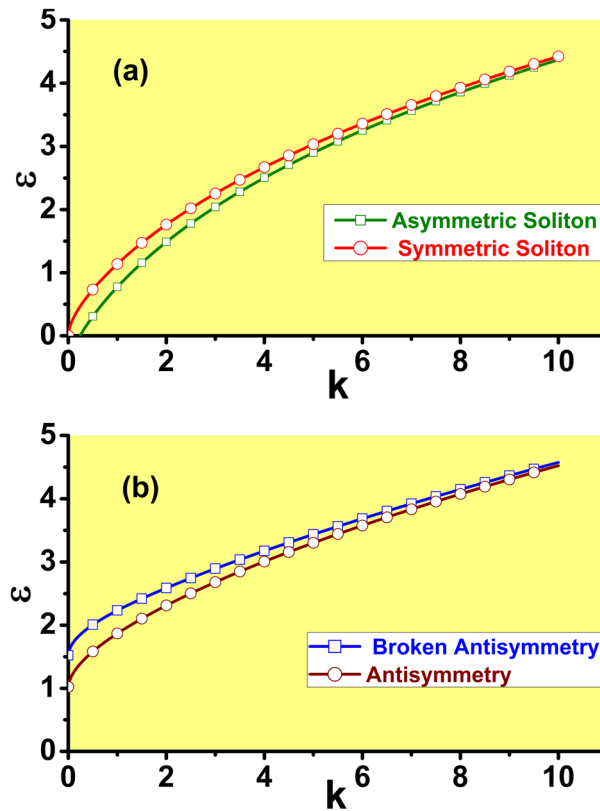 5
(a)
4
3
ε
2
Asymmetric Soliton
Symmetric Soliton
1
0
0 2 4 6 8 10
k
5
(b)
4
3
ε
2
Broken Antisymmetry
Antisymmetry
1
0
0 2 4 6 8 10
k